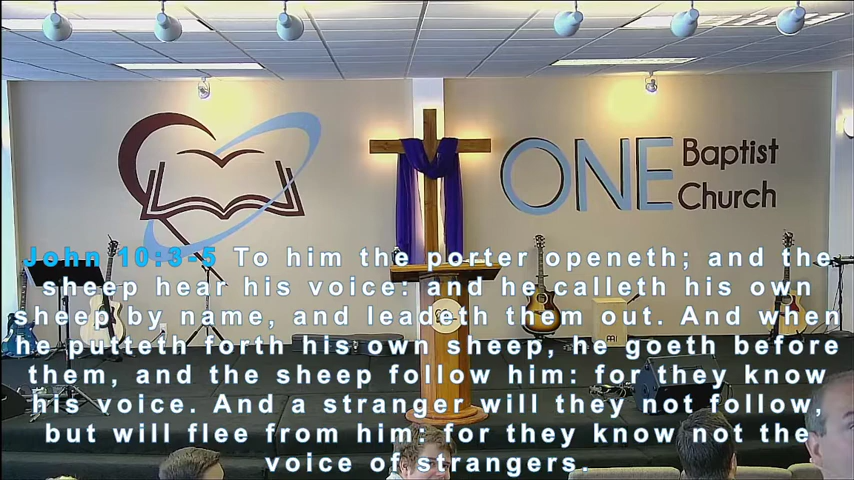 ONE Baptist
Church
John 10:3-5 To him the porter openeth; and the
sheep hear his voice: and he calleth his own
sheep by name, and leadeth them out. And when
he putteth forth his own sheep, he goeth before
them, and the sheep follow him: for they know
his voice. And a stranger will they not follow,
but will flee from him: for they know not the
voice of strangers.